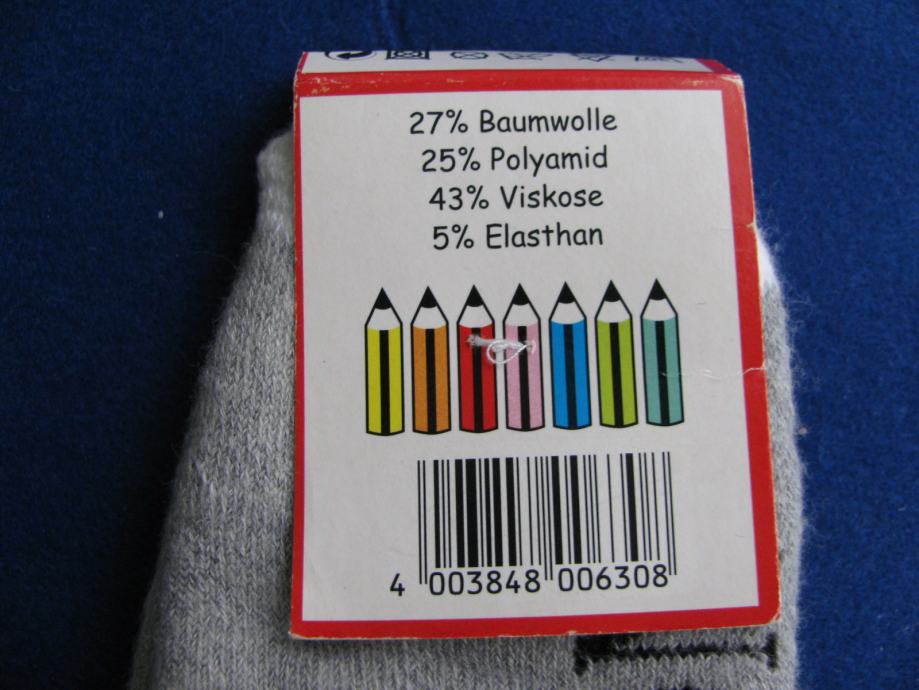 27% Baumwolle
25% Polyamid
43% Viskose
5% Elasthan
4 003848 006308